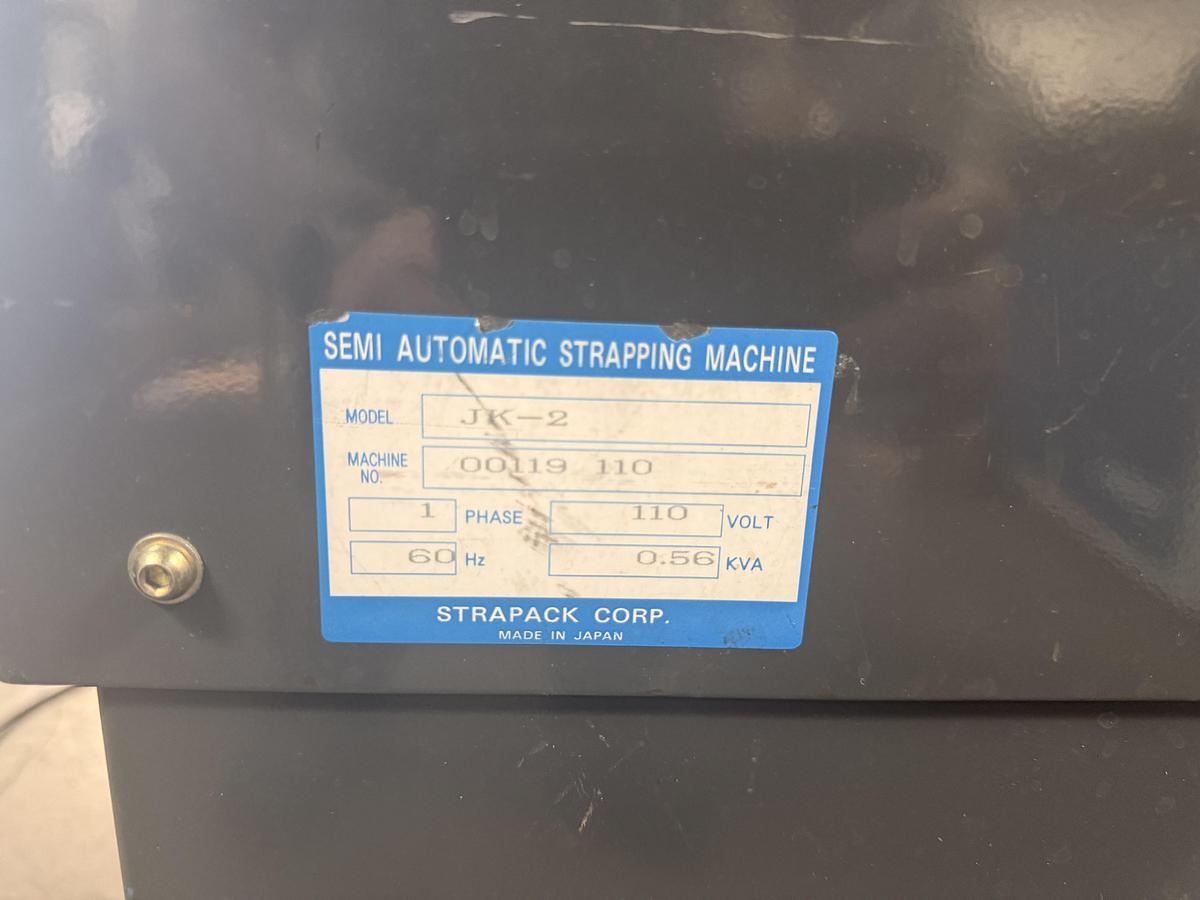 SEMI AUTOMATIC STRAPPING MACHINE
MODEL JK-2
MACHINE NO. 00119 110
1 PHASE 110 VOLT
60 Hz 0.56 KVA
STRAPACK CORP.
MADE IN JAPAN